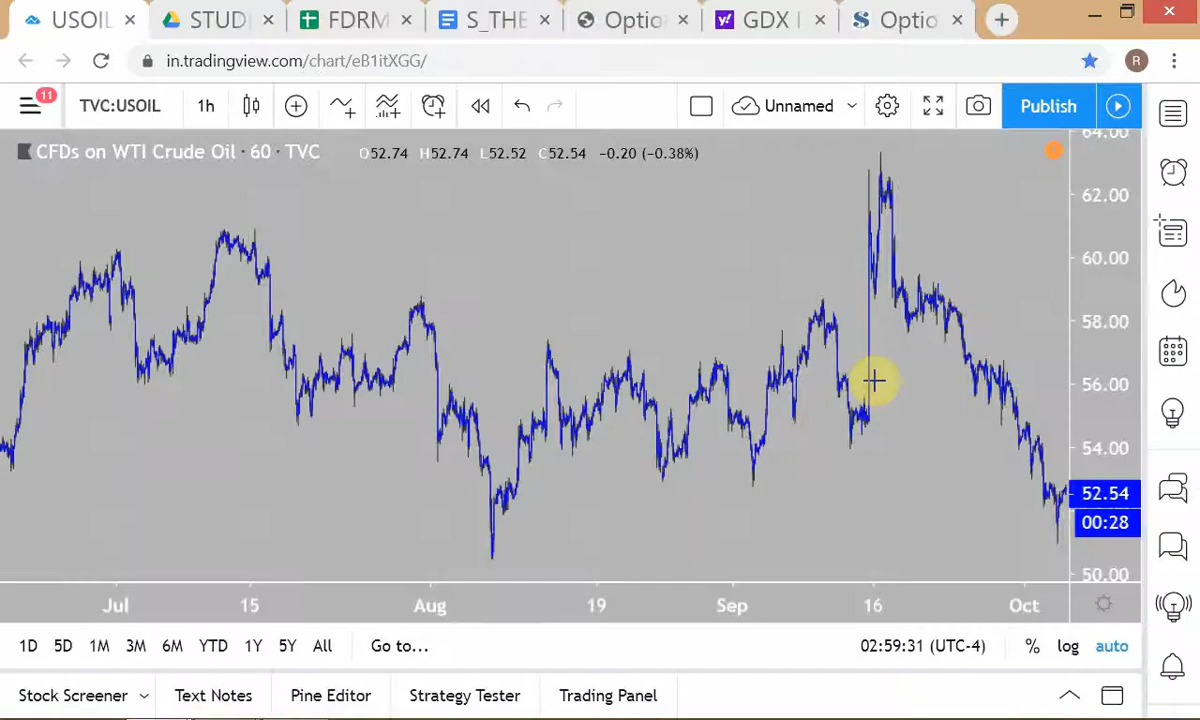 USOIL STUD FDRM S_THE Optio GDX I Optio
in.tradingview.com/chart/eB1itXGG/ R
11 TVC:USOIL 1h Unnamed Publish
CFDs on WTI Crude Oil · 60 · TVC O52.74 H52.74 L52.52 C52.54 −0.20 (−0.38%)
64.00
62.00
60.00
58.00
56.00
54.00
52.54
00:28
50.00
Jul 15 Aug 19 Sep 16 Oct
1D 5D 1M 3M 6M YTD 1Y 5Y All Go to... 02:59:31 (UTC-4) % log auto
Stock Screener Text Notes Pine Editor Strategy Tester Trading Panel